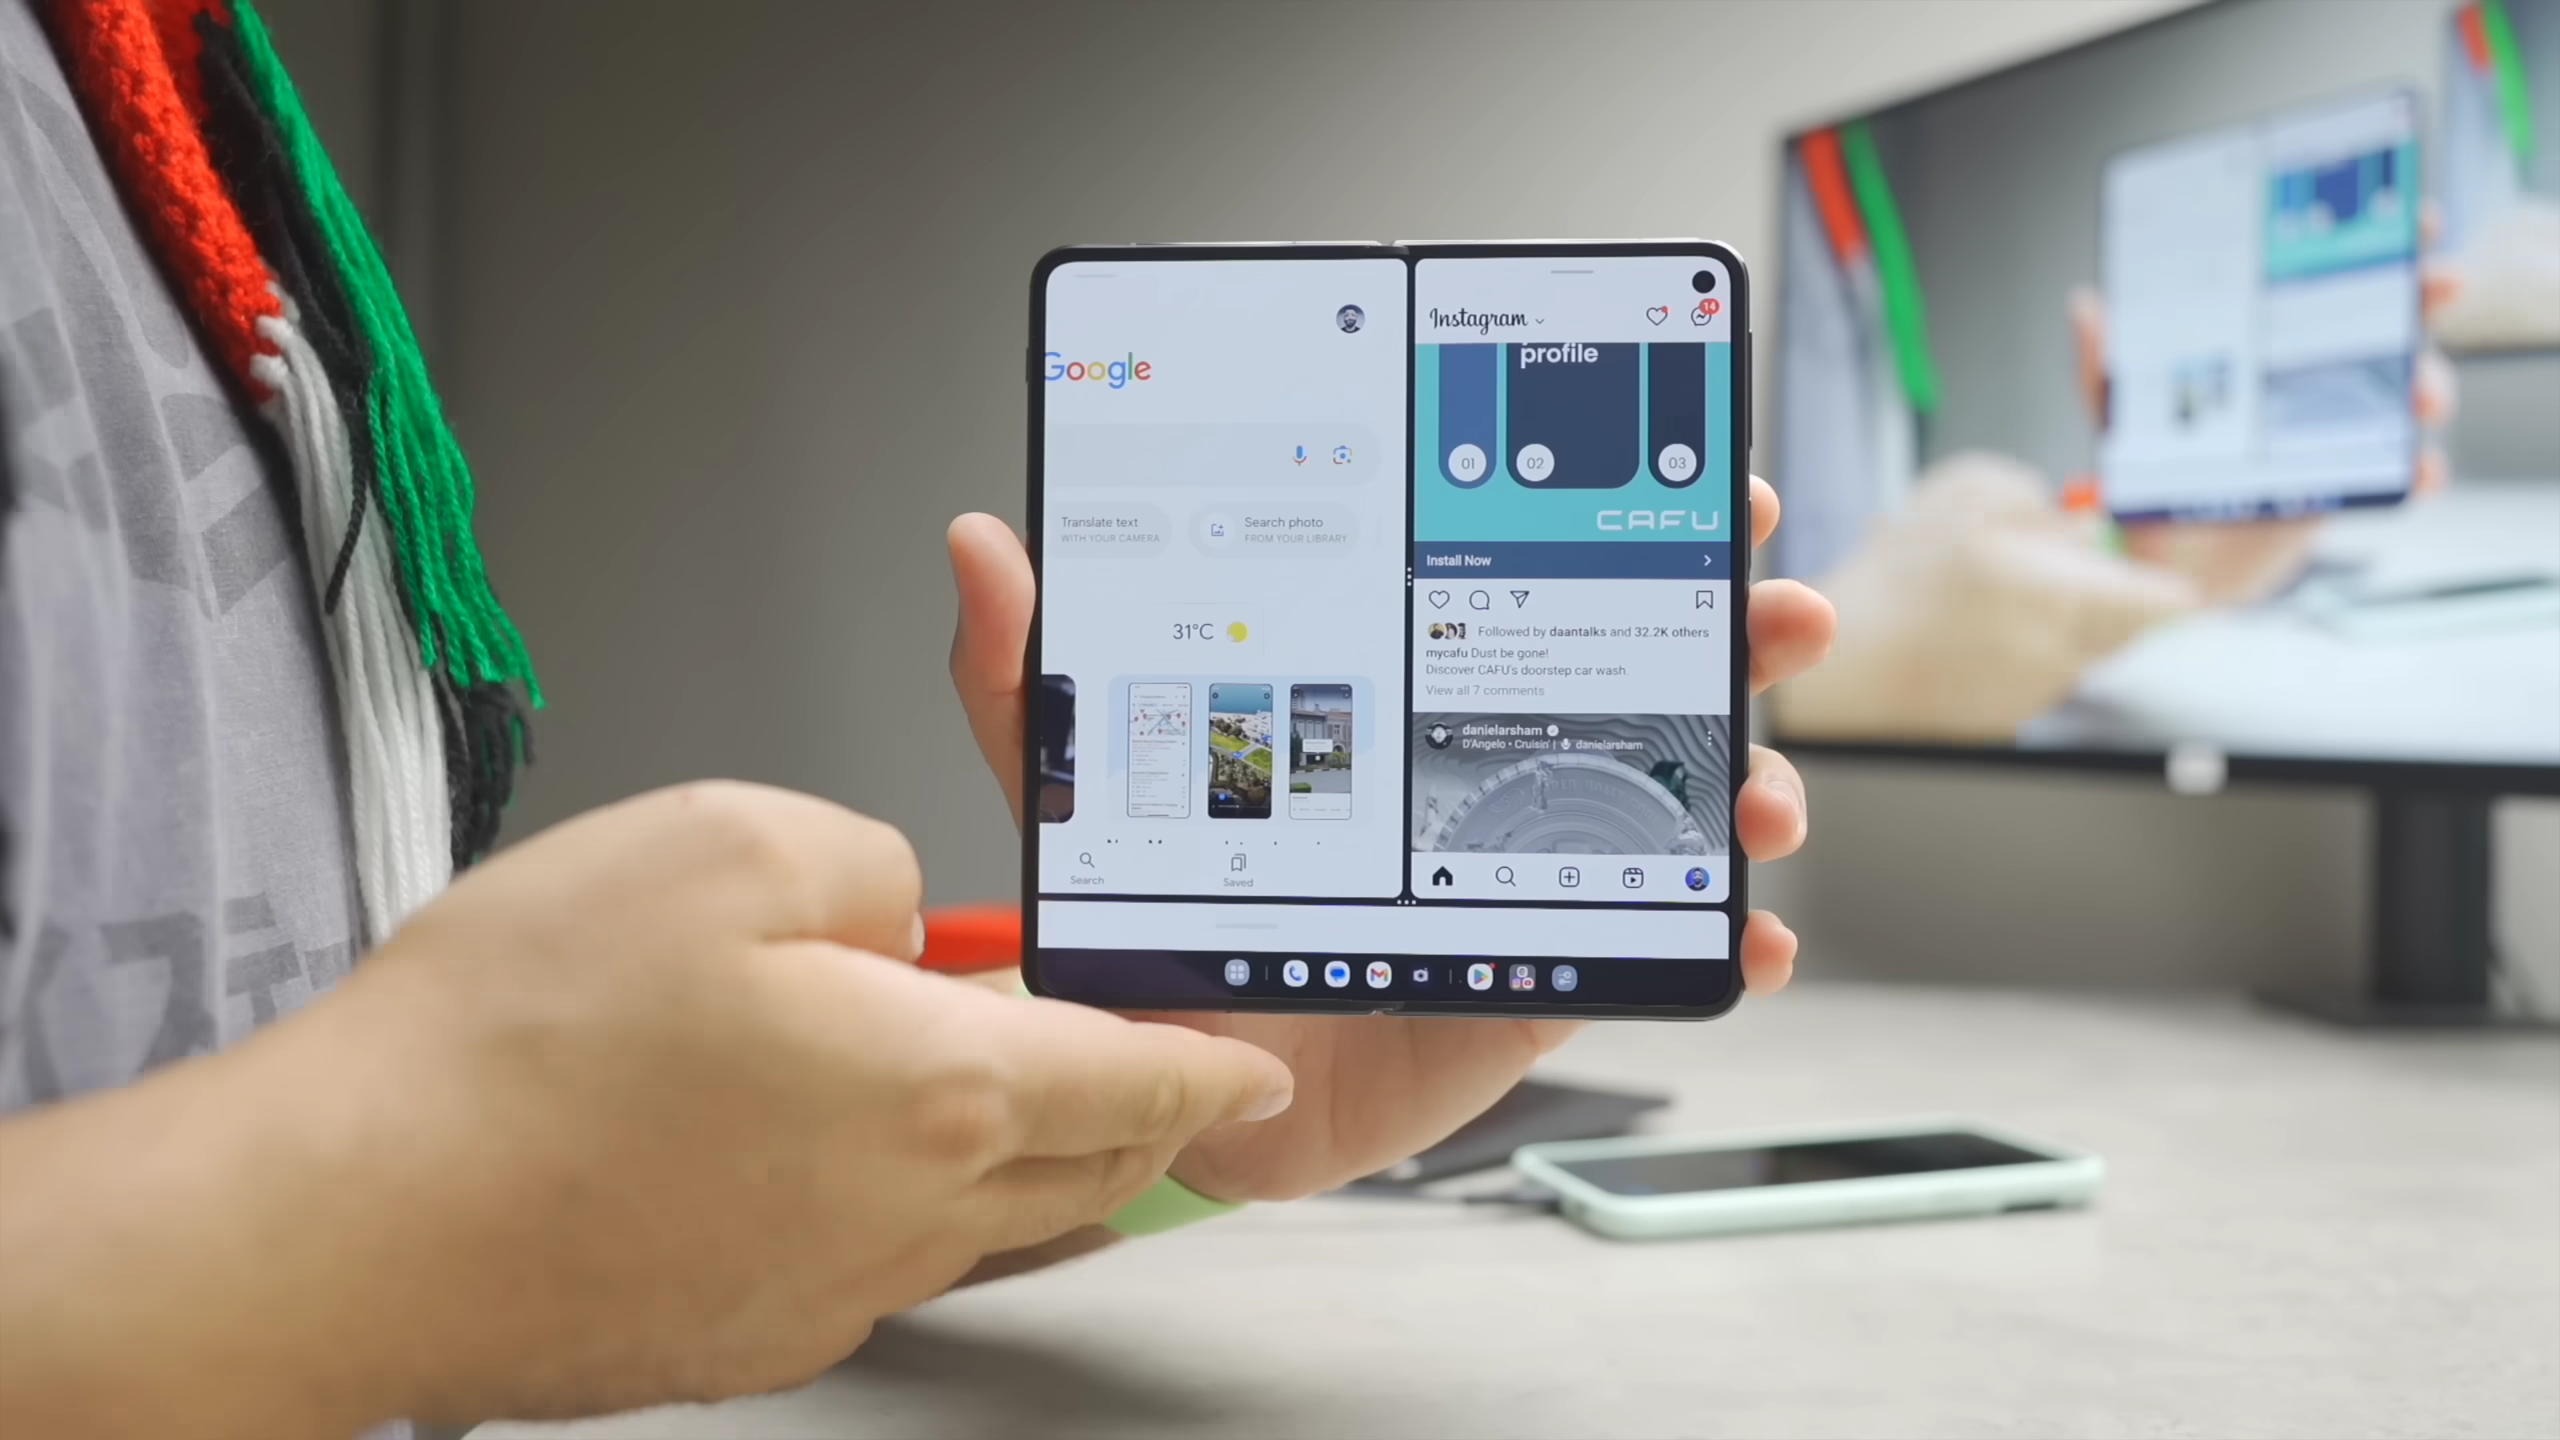 Google
Translate text
WITH YOUR CAMERA
Search photo
FROM YOUR LIBRARY
31°C
Search
Saved
Instagram
14
profile
01
02
03
CAFU
Install Now
Followed by daantalks and 32.2K others
mycafu Dust be gone!
Discover CAFU's doorstep car wash.
View all 7 comments
danielarsham
D'Angelo • Cruisin' | danielarsham